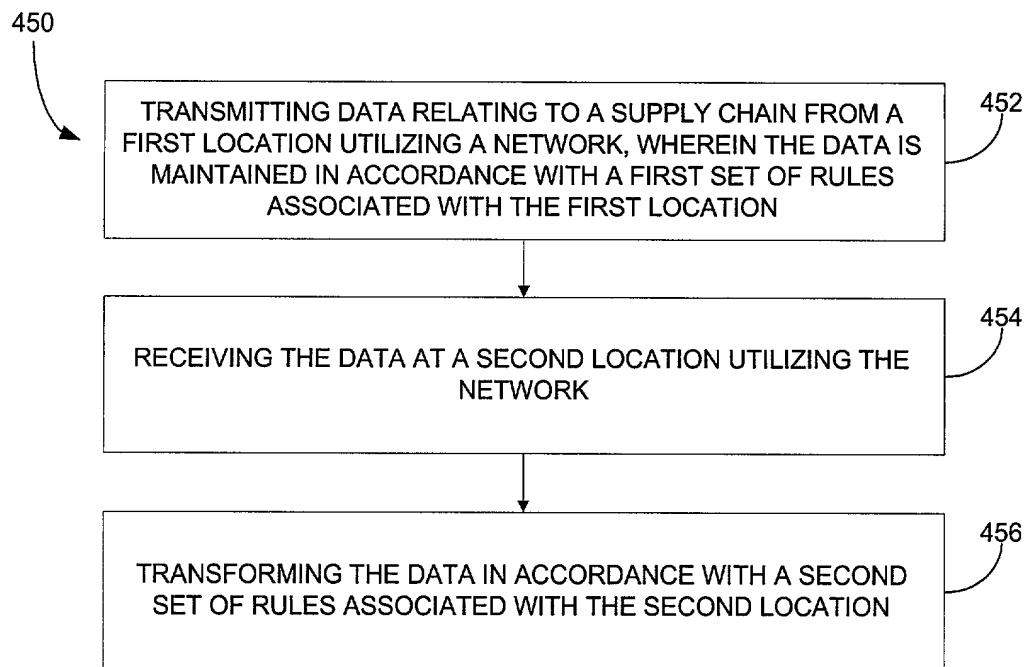 450
TRANSMITTING DATA RELATING TO A SUPPLY CHAIN FROM A
FIRST LOCATION UTILIZING A NETWORK, WHEREIN THE DATA IS
MAINTAINED IN ACCORDANCE WITH A FIRST SET OF RULES
ASSOCIATED WITH THE FIRST LOCATION
452
RECEIVING THE DATA AT A SECOND LOCATION UTILIZING THE
NETWORK
454
TRANSFORMING THE DATA IN ACCORDANCE WITH A SECOND
SET OF RULES ASSOCIATED WITH THE SECOND LOCATION
456